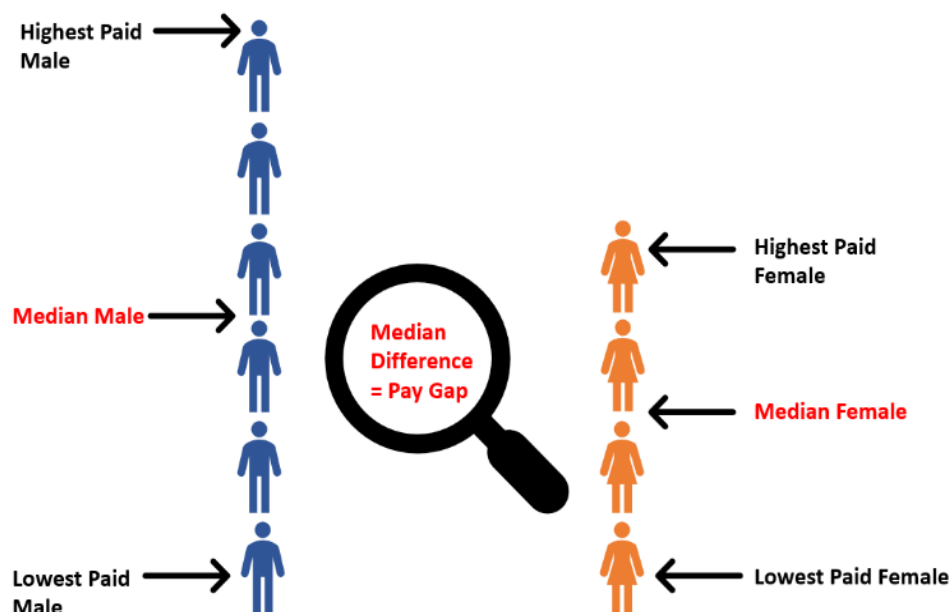 Highest Paid
Male
Highest Paid
Female
Median Male
Median
Difference
= Pay Gap
Median Female
Lowest Paid
Male
Lowest Paid Female